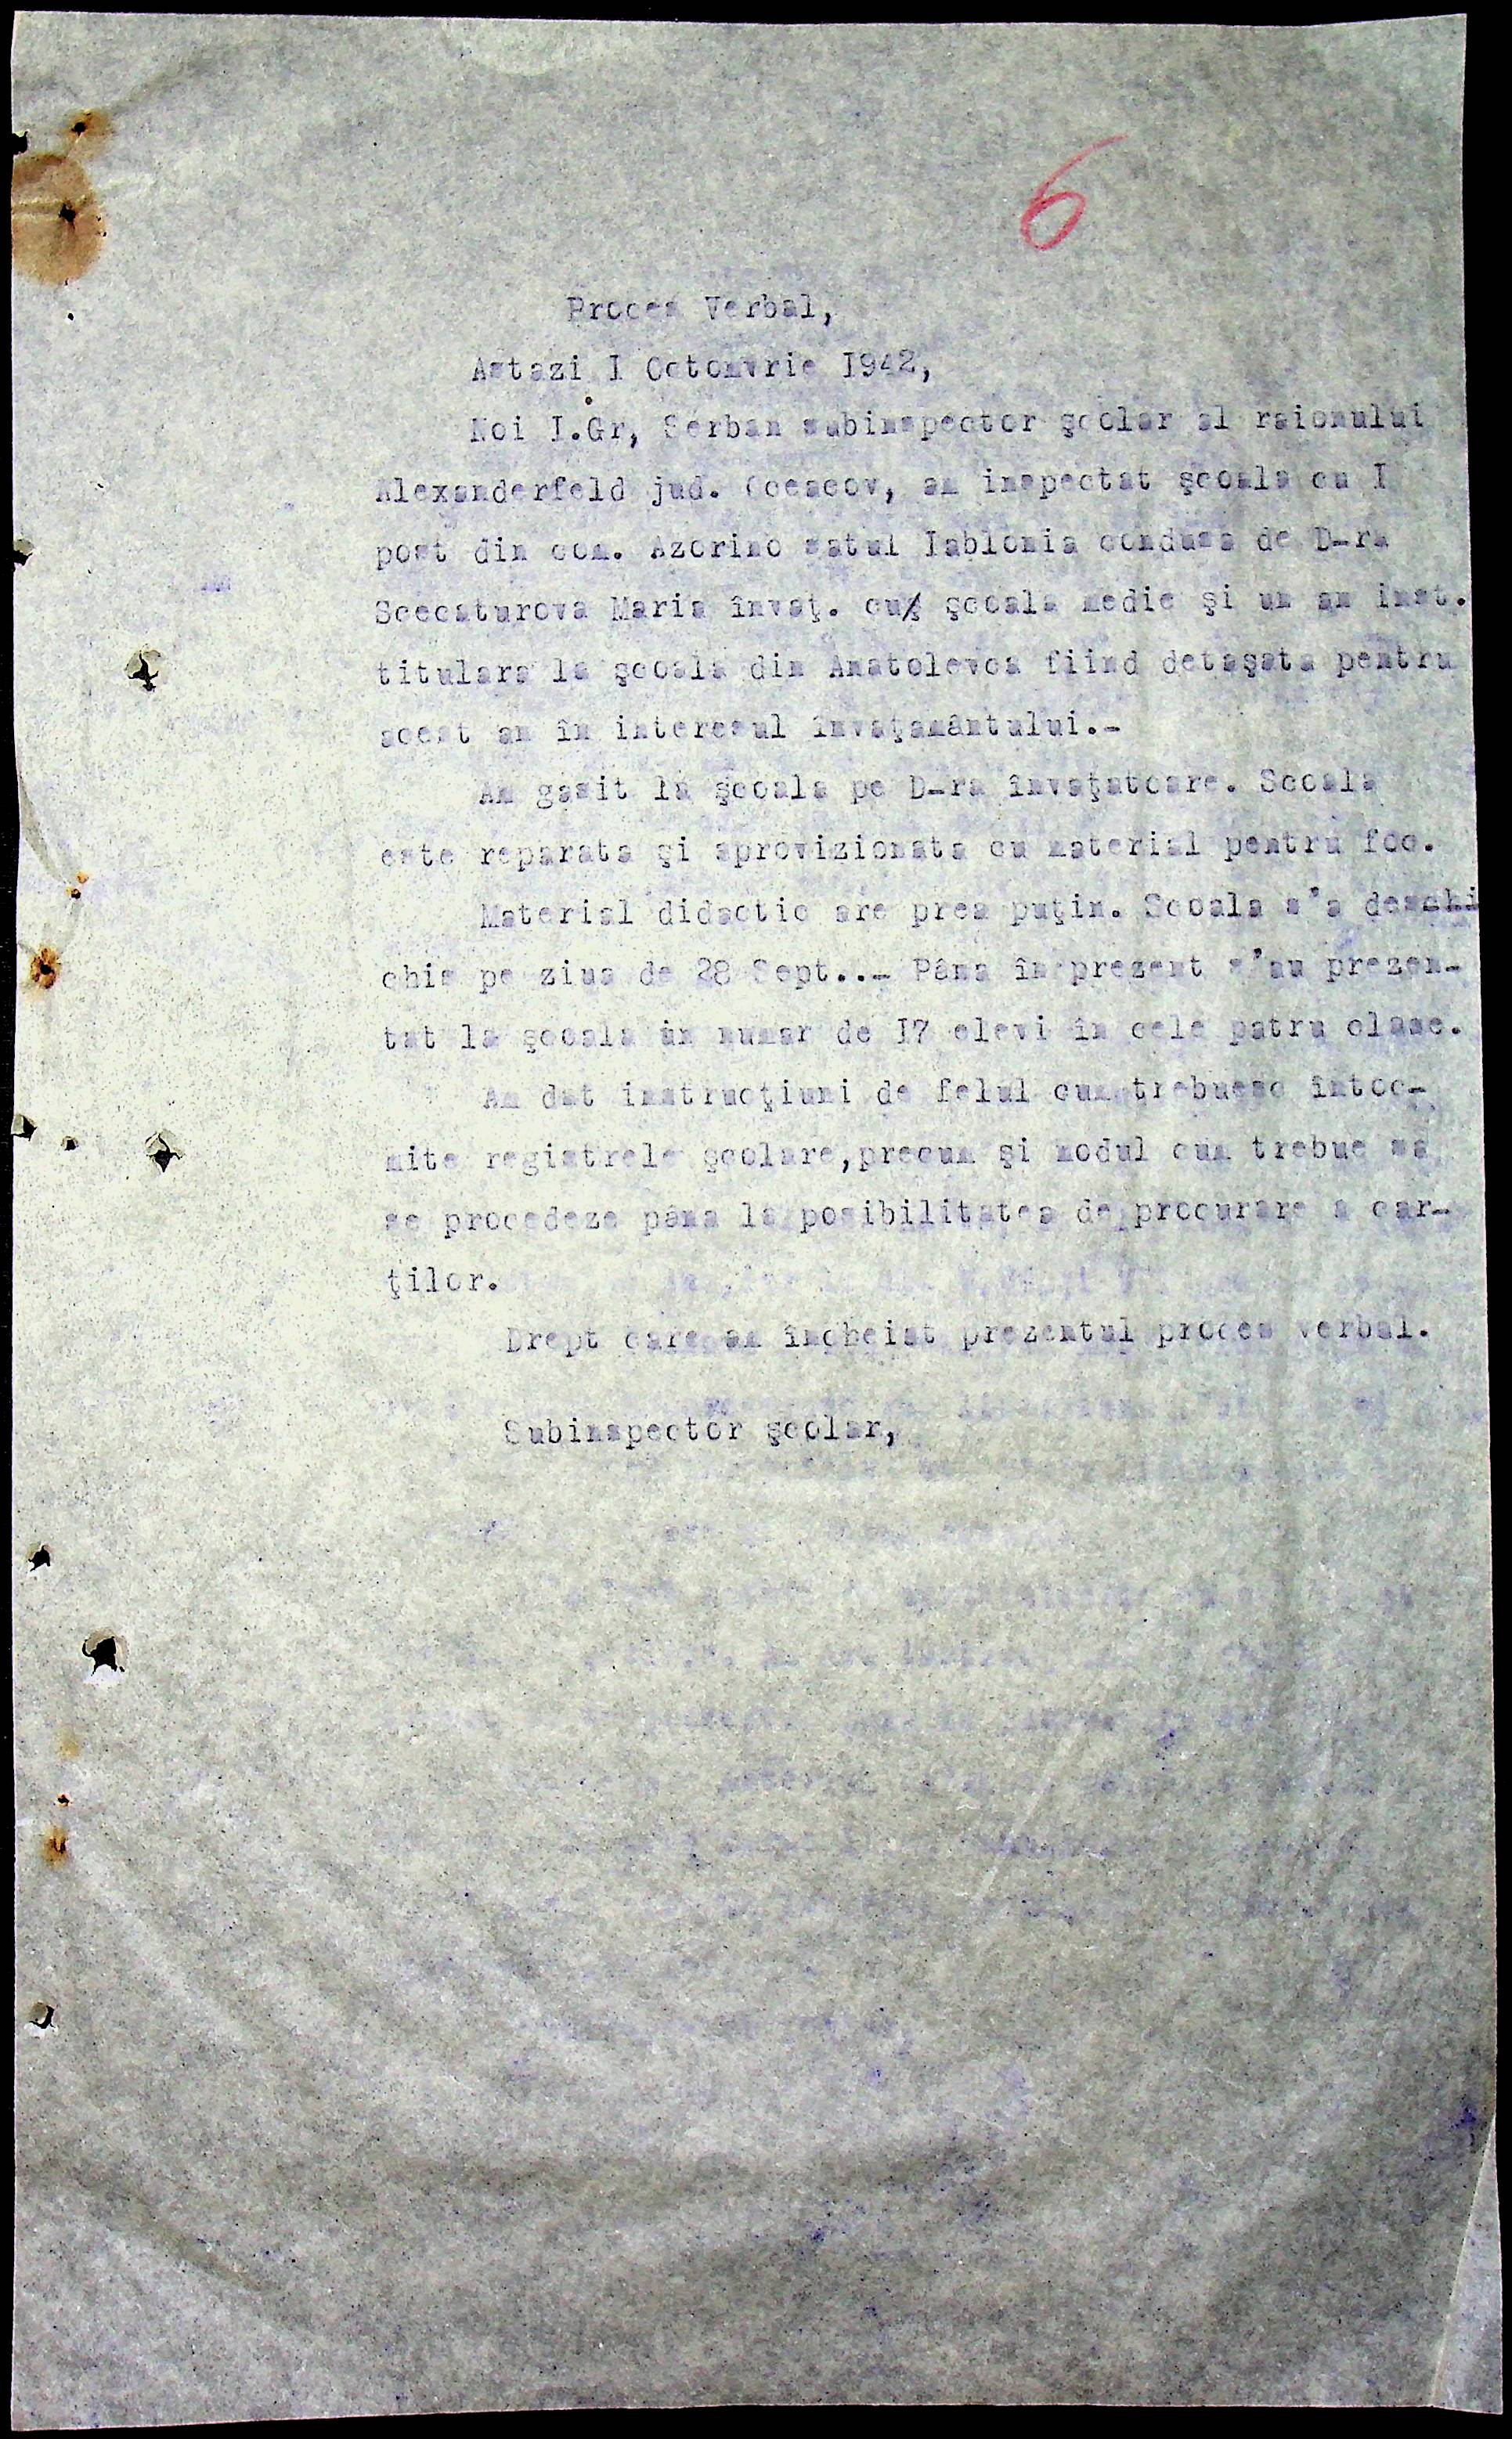 6
Proces Verbal,
Astazi I Octomvrie I942,
Noi I.Gr, Serban subinspector şcolar al raionului
Alexanderfeld jud. Oceacov, am inspectat şcoala cu I
post din com. Azorino satul Iablonia condusa de D-ra
Scecaturova Maria învaţ. cu şcoala medie şi un an inst.
titulara la şcoala din Anatolevca fiind detaşata pentru
acest an în interesul învaţamântului.-
Am gasit la şcoala pe D-ra învaţatoare. Scoala
este reparata şi aprovizionata cu material pentru foc.
Material didactic are prea puţin. Scoala s'a deschi
chis pe ziua de 28 Sept..- Pâna în prezent s'au prezen-
tat la şcoala un numar de I7 elevi în cele patru clase.
Am dat instrucţiuni de felul cum trebuesc întoc-
mite registrele şcolare,precum şi modul cum trebue sa
se procedeze pâna la posibilitatea de procurare a car-
ţilor.
Drept care am încheiat prezentul proces verbal.
Subinspector şcolar,